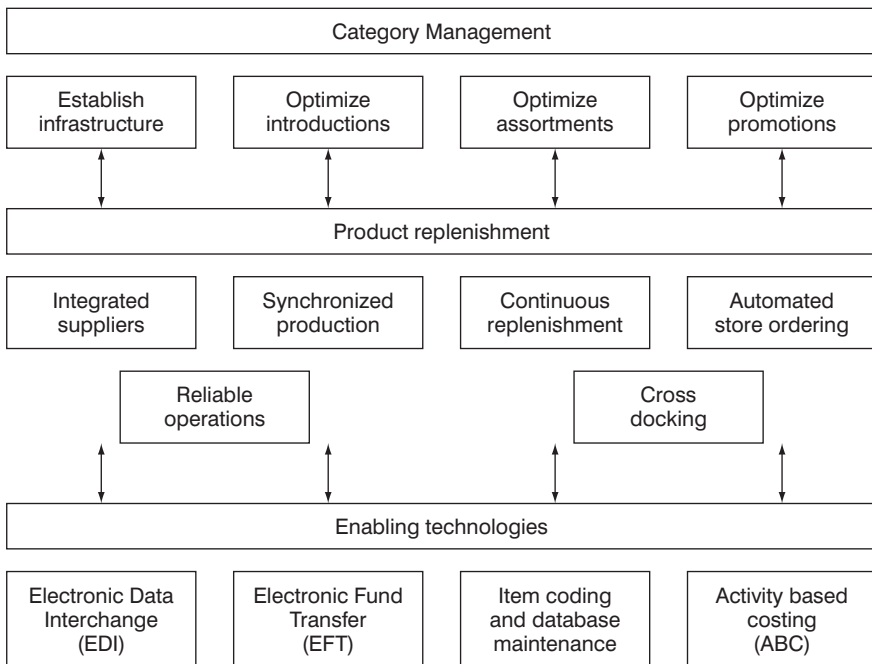 Category Management
Establish
infrastructure
Optimize
introductions
Optimize
assortments
Optimize
promotions
Product replenishment
Integrated
suppliers
Synchronized
production
Continuous
replenishment
Automated
store ordering
Reliable
operations
Cross
docking
Enabling technologies
Electronic Data
Interchange
(EDI)
Electronic Fund
Transfer
(EFT)
Item coding
and database
maintenance
Activity based
costing
(ABC)